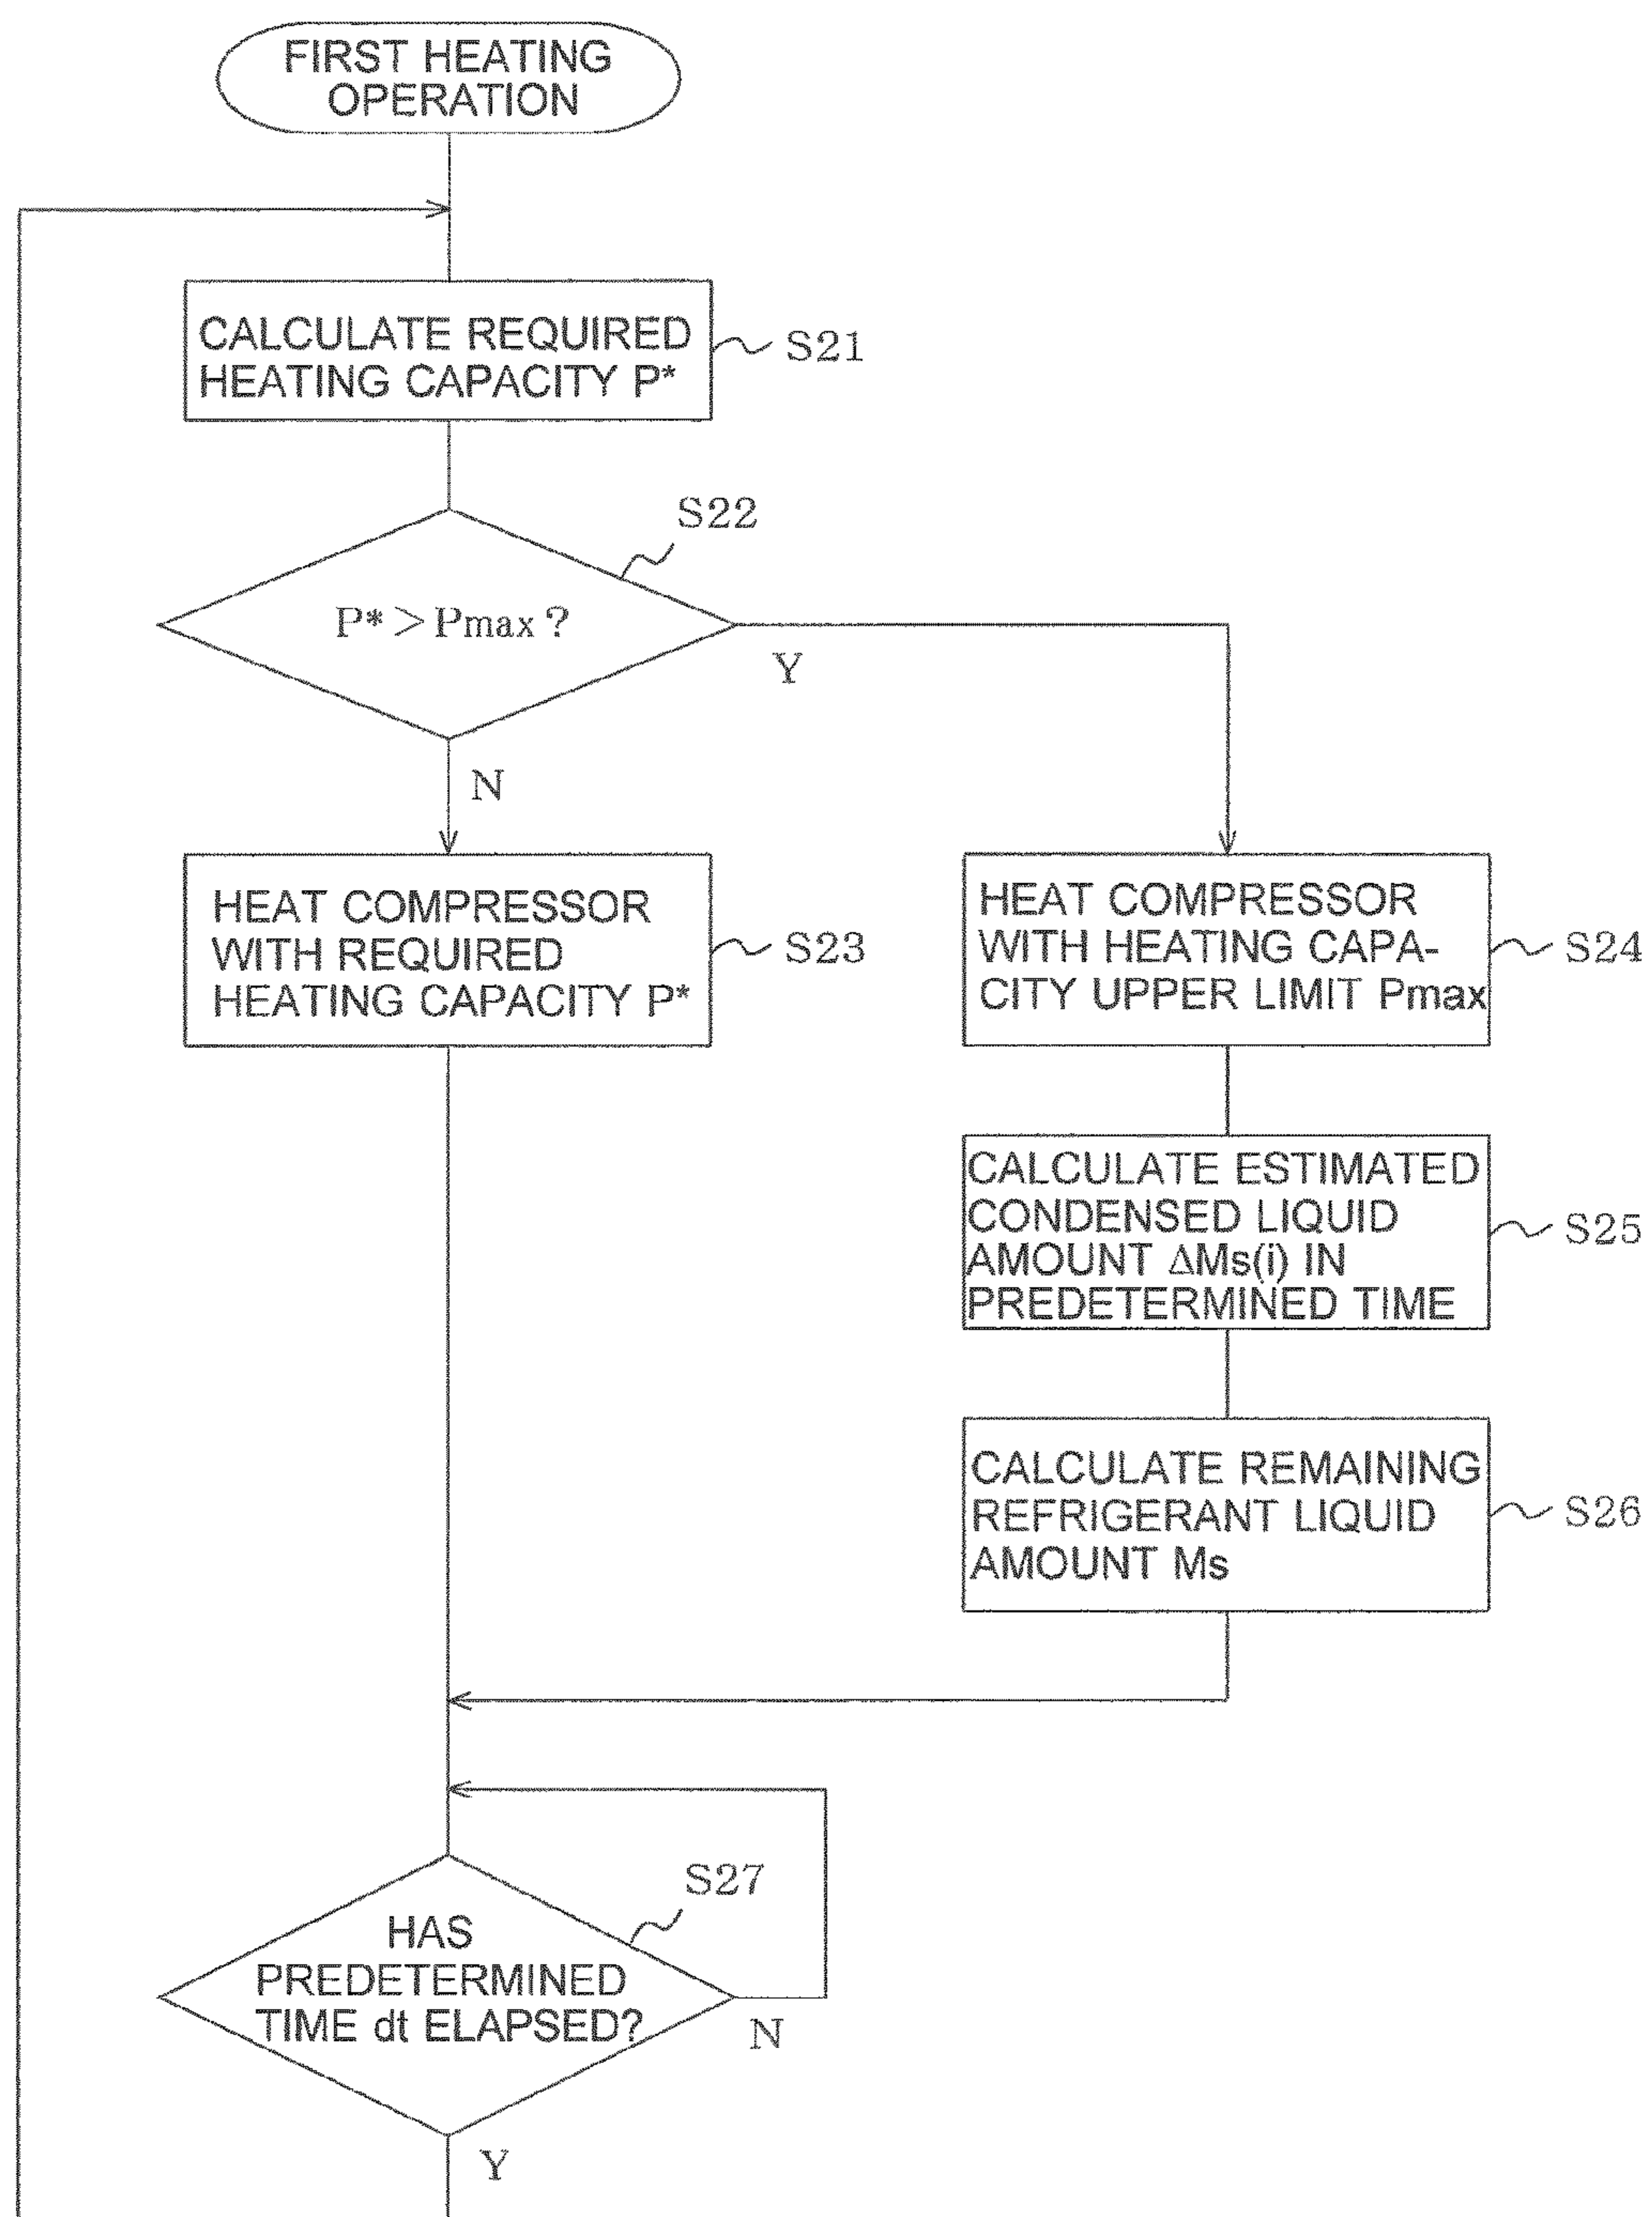 FIRST HEATING
OPERATION
CALCULATE REQUIRED
HEATING CAPACITY P*
S21
S22
P*>Pmax?
Y
N
HEAT COMPRESSOR
WITH REQUIRED
HEATING CAPACITY P*
S23
HEAT COMPRESSOR
WITH HEATING CAPA-
CITY UPPER LIMIT Pmax
S24
CALCULATE ESTIMATED
CONDENSED LIQUID
AMOUNT ΔMs(i) IN
PREDETERMINED TIME
S25
CALCULATE REMAINING
REFRIGERANT LIQUID
AMOUNT Ms
S26
S27
HAS
PREDETERMINED
TIME dt ELAPSED?
N
Y